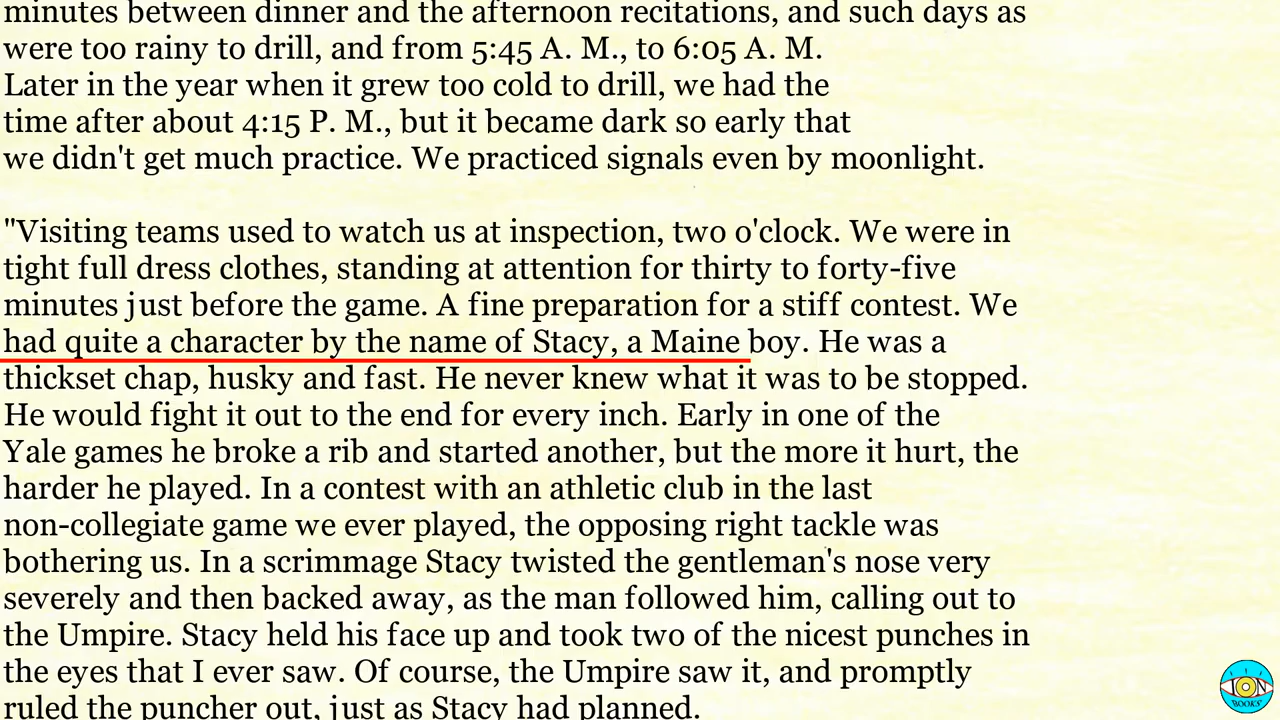 minutes between dinner and the afternoon recitations, and such days as
were too rainy to drill, and from 5:45 A. M., to 6:05 A. M.
Later in the year when it grew too cold to drill, we had the
time after about 4:15 P. M., but it became dark so early that
we didn't get much practice. We practiced signals even by moonlight.
"Visiting teams used to watch us at inspection, two o'clock. We were in
tight full dress clothes, standing at attention for thirty to forty-five
minutes just before the game. A fine preparation for a stiff contest. We
had quite a character by the name of Stacy, a Maine boy. He was a
thickset chap, husky and fast. He never knew what it was to be stopped.
He would fight it out to the end for every inch. Early in one of the
Yale games he broke a rib and started another, but the more it hurt, the
harder he played. In a contest with an athletic club in the last
non-collegiate game we ever played, the opposing right tackle was
bothering us. In a scrimmage Stacy twisted the gentleman's nose very
severely and then backed away, as the man followed him, calling out to
the Umpire. Stacy held his face up and took two of the nicest punches in
the eyes that I ever saw. Of course, the Umpire saw it, and promptly
ruled the puncher out, just as Stacy had planned.
ION
BOOKS